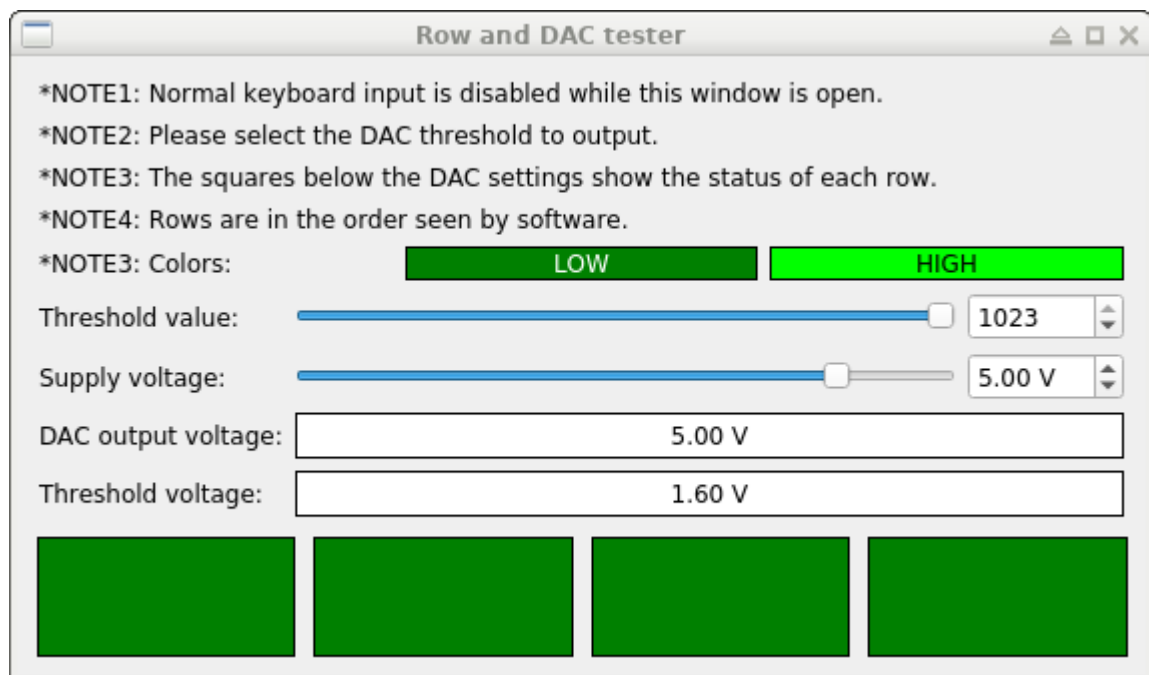 Row and DAC tester
*NOTE1: Normal keyboard input is disabled while this window is open.
*NOTE2: Please select the DAC threshold to output.
*NOTE3: The squares below the DAC settings show the status of each row.
*NOTE4: Rows are in the order seen by software.
*NOTE3: Colors: LOW HIGH
Threshold value: 1023
Supply voltage: 5.00 V
DAC output voltage: 5.00 V
Threshold voltage: 1.60 V